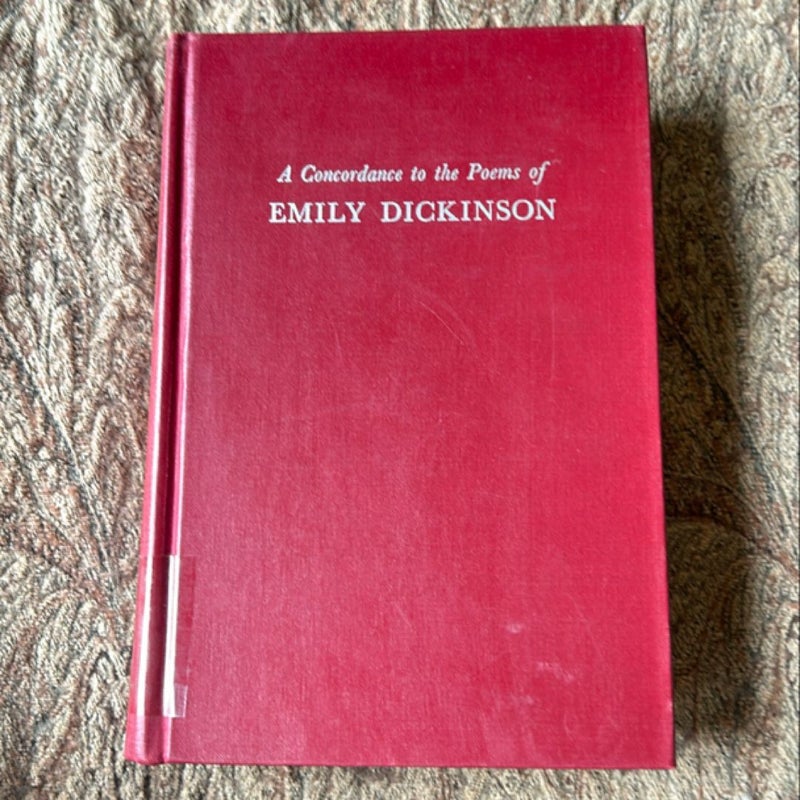 A Concordance to the Poems of
EMILY DICKINSON